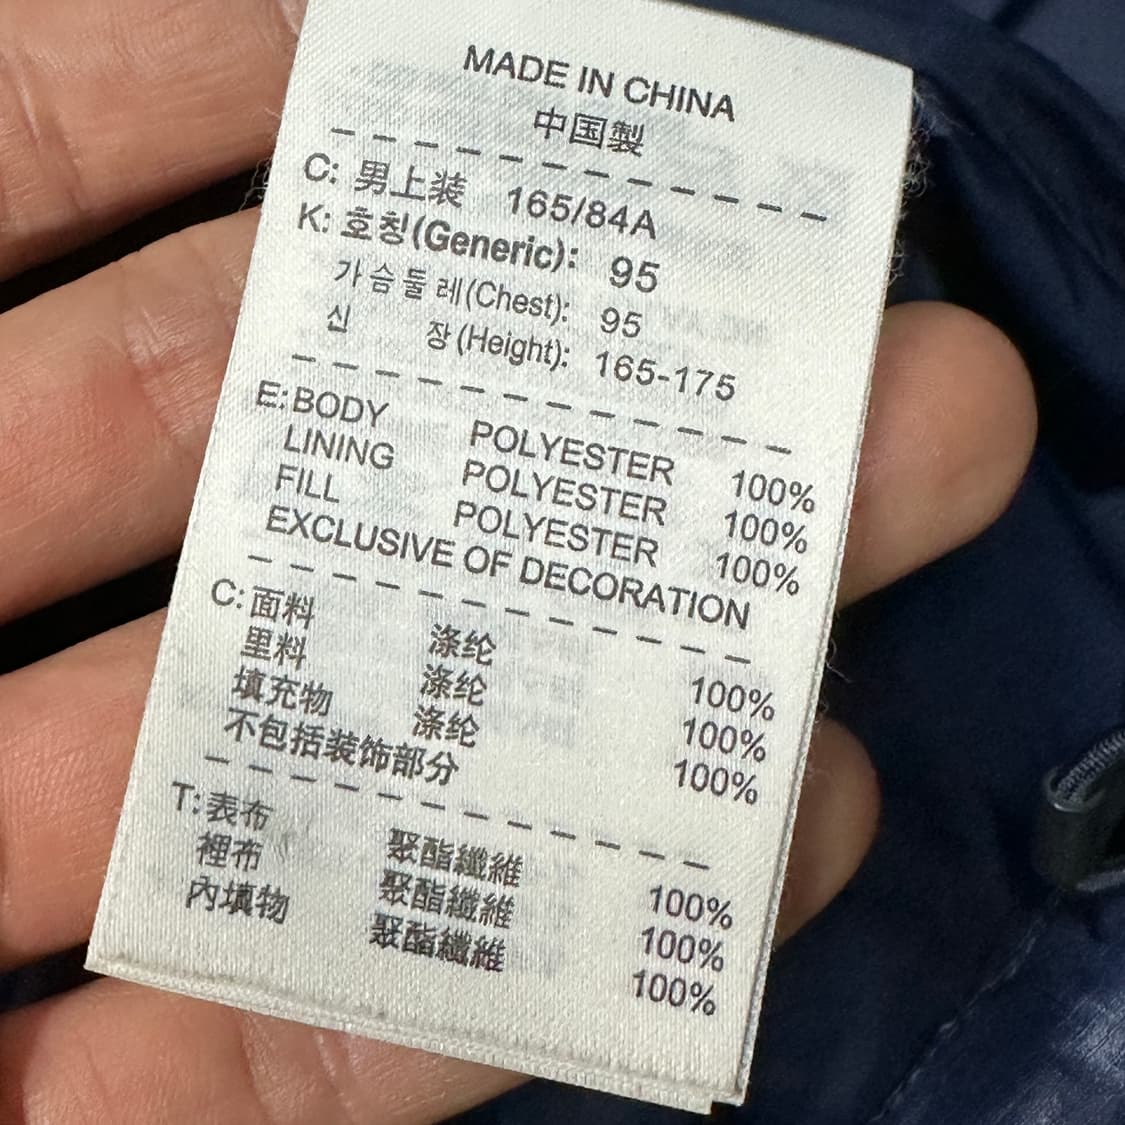 MADE IN CHINA
中国製
C: 男上装 165/84A
K: 호칭(Generic): 95
가슴둘레(Chest): 95
신 장(Height): 165-175
E: BODY POLYESTER 100%
LINING POLYESTER 100%
FILL POLYESTER 100%
EXCLUSIVE OF DECORATION
C: 面料 涤纶 100%
里料 涤纶 100%
填充物 涤纶 100%
不包括装饰部分
T: 表布 聚酯纖維 100%
裡布 聚酯纖維 100%
內填物 聚酯纖維 100%